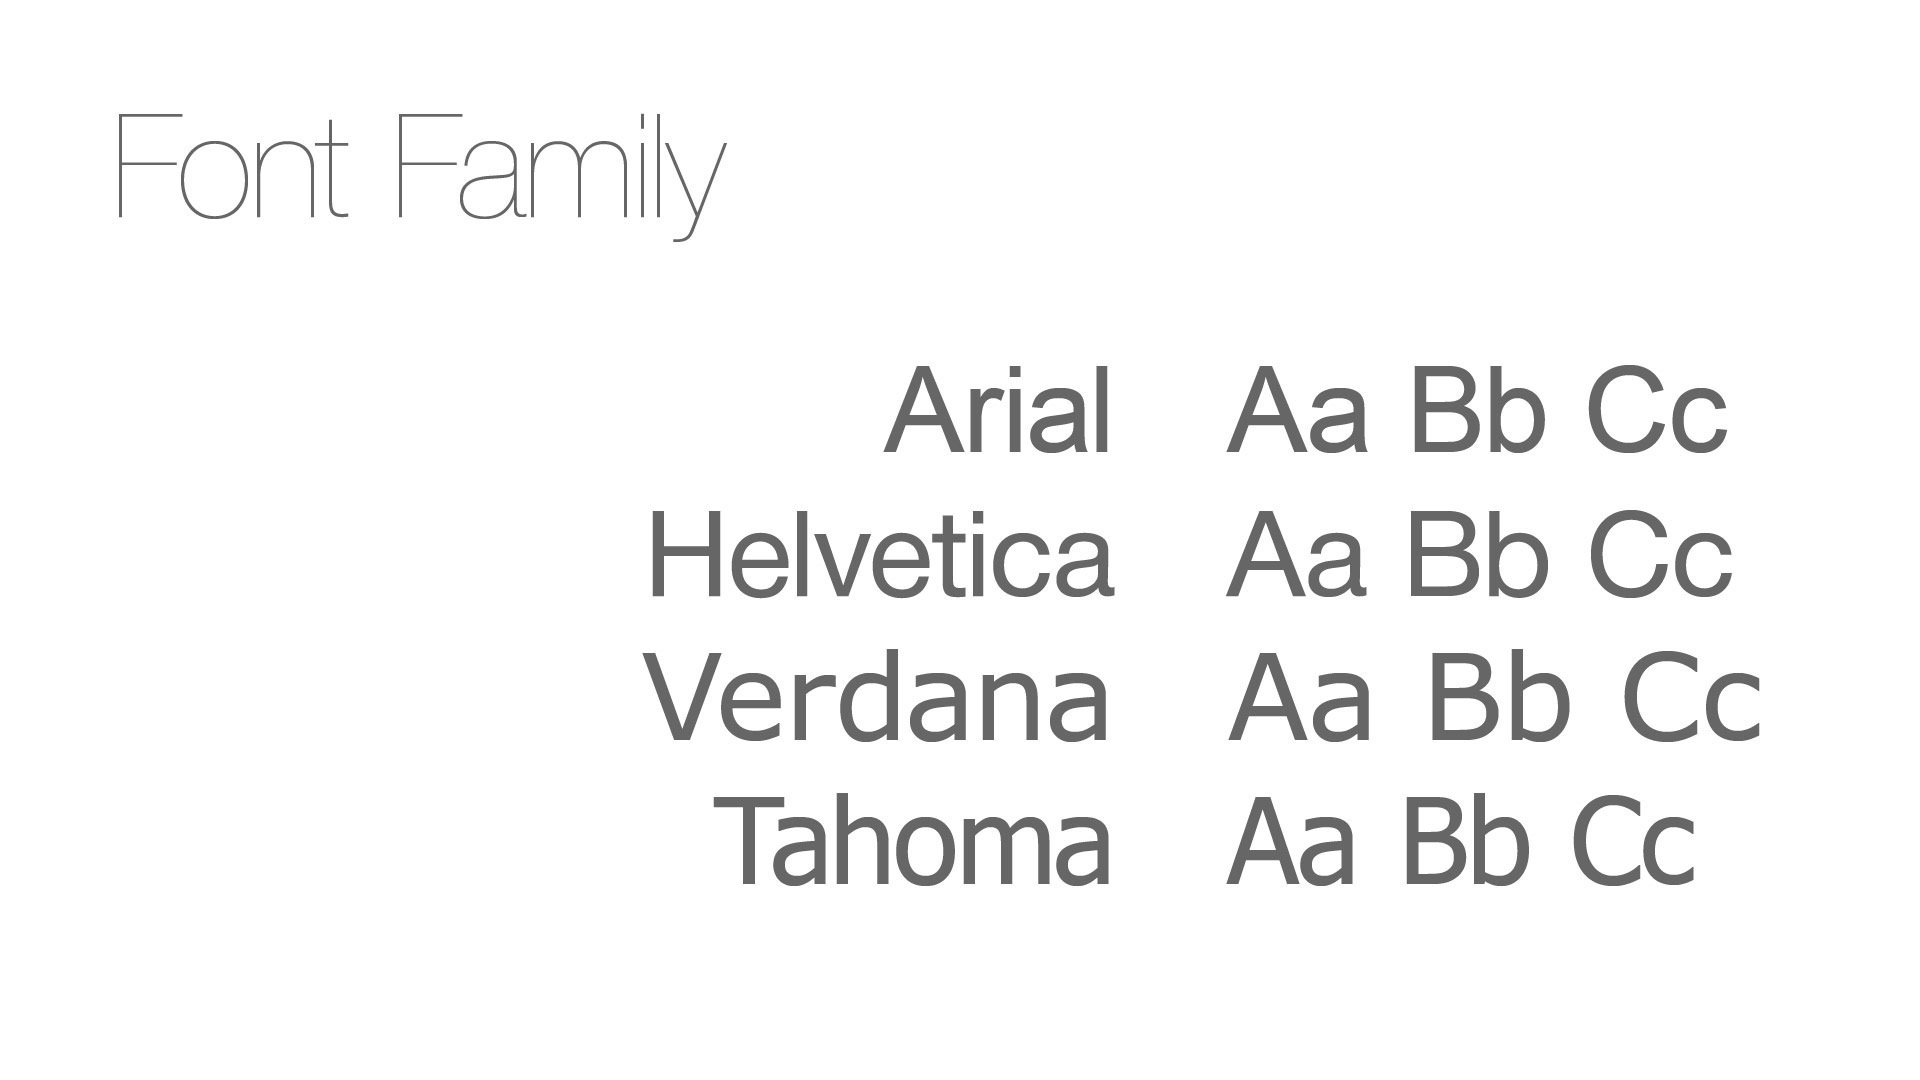 Font Family
Arial Aa Bb Cc
Helvetica Aa Bb Cc
Verdana Aa Bb Cc
Tahoma Aa Bb Cc